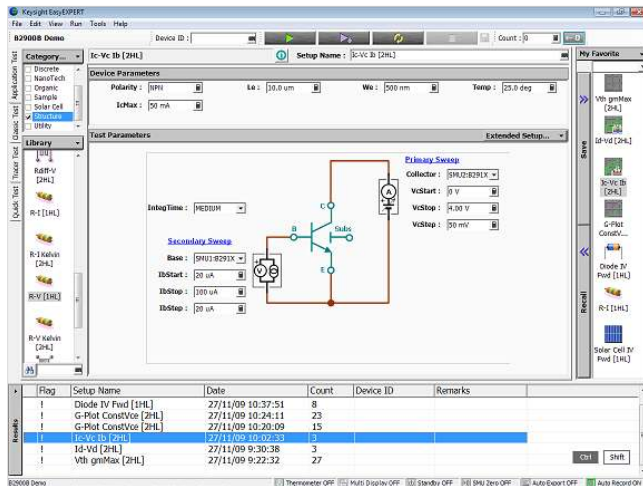 Keysight EasyEXPERT
File Edit View Run Tools Help
B2900B Demo
Device ID :
Count : 0
Category...
Ic-Vc Ib [2HL]
Setup Name : Ic-Vc Ib [2HL]
My Favorite
Application Test
Classic Test
Tracer Test
Quick Test
Discrete
NanoTech
Organic
Sample
Solar Cell
Structure
Utility
Device Parameters
Polarity : NPN
Le : 10.0 um
We : 500 nm
Temp : 25.0 deg
IcMax : 50 mA
Test Parameters
Extended Setup...
Library
Rdiff-V
[2HL]
R-I [1HL]
R-I Kelvin
[2HL]
R-V [1HL]
R-V Kelvin
[2HL]
IntegTime : MEDIUM
Secondary Sweep
Base : SMU1:B291X
IbStart : 20 uA
IbStop : 100 uA
IbStep : 20 uA
C
B
Subs
E
A
V
Primary Sweep
Collector : SMU2:B291X
VcStart : 0 V
VcStop : 4.00 V
VcStep : 50 mV
Save
Recall
Vth gmMax
[2HL]
Id-Vd [2HL]
Ic-Vc Ib
[2HL]
G-Plot
ConstV...
Diode IV
Fwd [1HL]
R-I [1HL]
Solar Cell IV
Fwd [1HL]
Results
Flag Setup Name Date Count Device ID Remarks
! Diode IV Fwd [1HL] 27/11/09 10:37:51 8
! G-Plot ConstVce [2HL] 27/11/09 10:24:11 23
! G-Plot ConstVce [2HL] 27/11/09 10:20:09 15
! Ic-Vc Ib [2HL] 27/11/09 10:02:33 3
! Id-Vd [2HL] 27/11/09 9:30:38 3
! Vth gmMax [2HL] 27/11/09 9:22:32 27
Ctrl Shift
B2900B Demo
Thermometer OFF Multi Display OFF Standby OFF SMU Zero OFF Auto Export OFF Auto Record ON